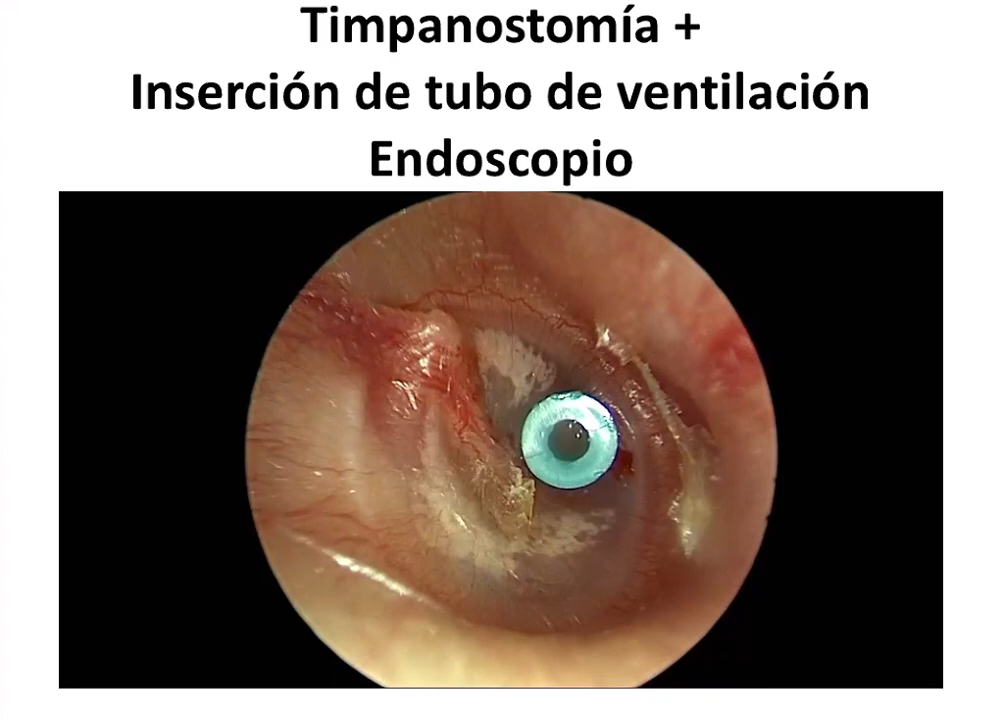 Timpanostomía +
Inserción de tubo de ventilación
Endoscopio